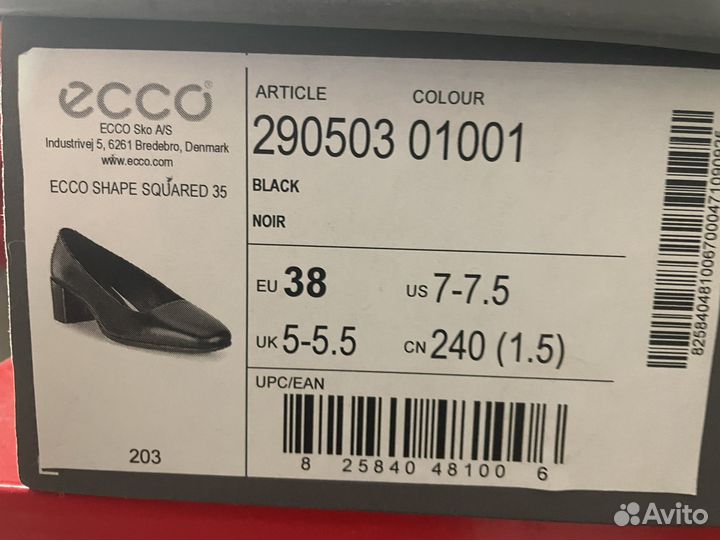 ecco®
ECCO Sko A/S
Industrivej 5, 6261 Bredebro, Denmark
www.ecco.com
ECCO SHAPE SQUARED 35
203
ARTICLE COLOUR
290503 01001
BLACK
NOIR
EU 38 US 7-7.5
UK 5-5.5 CN 240 (1.5)
UPC/EAN
8 25840 48100 6
Avito